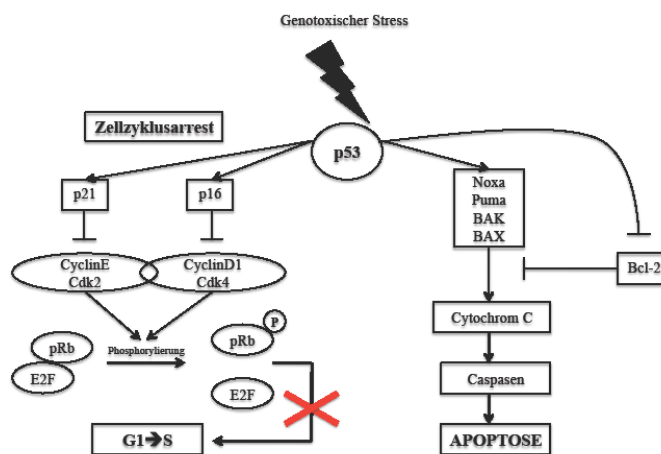 Genotoxischer Stress
Zellzyklusarrest
p53
p21
p16
Noxa
Puma
BAK
BAX
Bcl-2
CyclinE
Cdk2
CyclinD1
Cdk4
Cytochrom C
pRb
E2F
Phosphorylierung
pRb
P
E2F
Caspasen
G1➔S
APOPTOSE